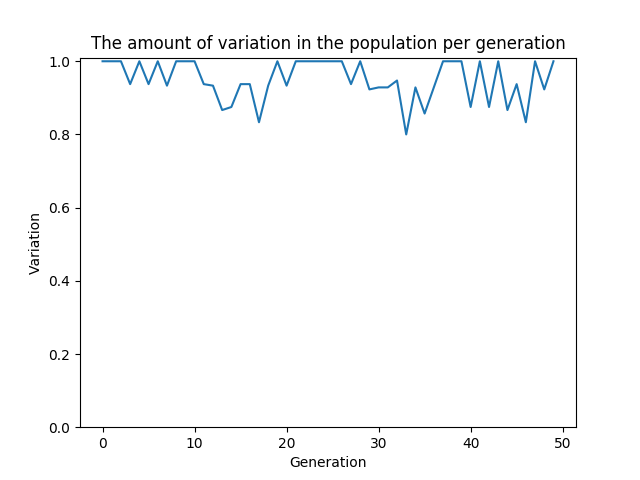 The amount of variation in the population per generation
1.0
0.8
0.6
0.4
0.2
0.0
Variation
0 10 20 30 40 50
Generation